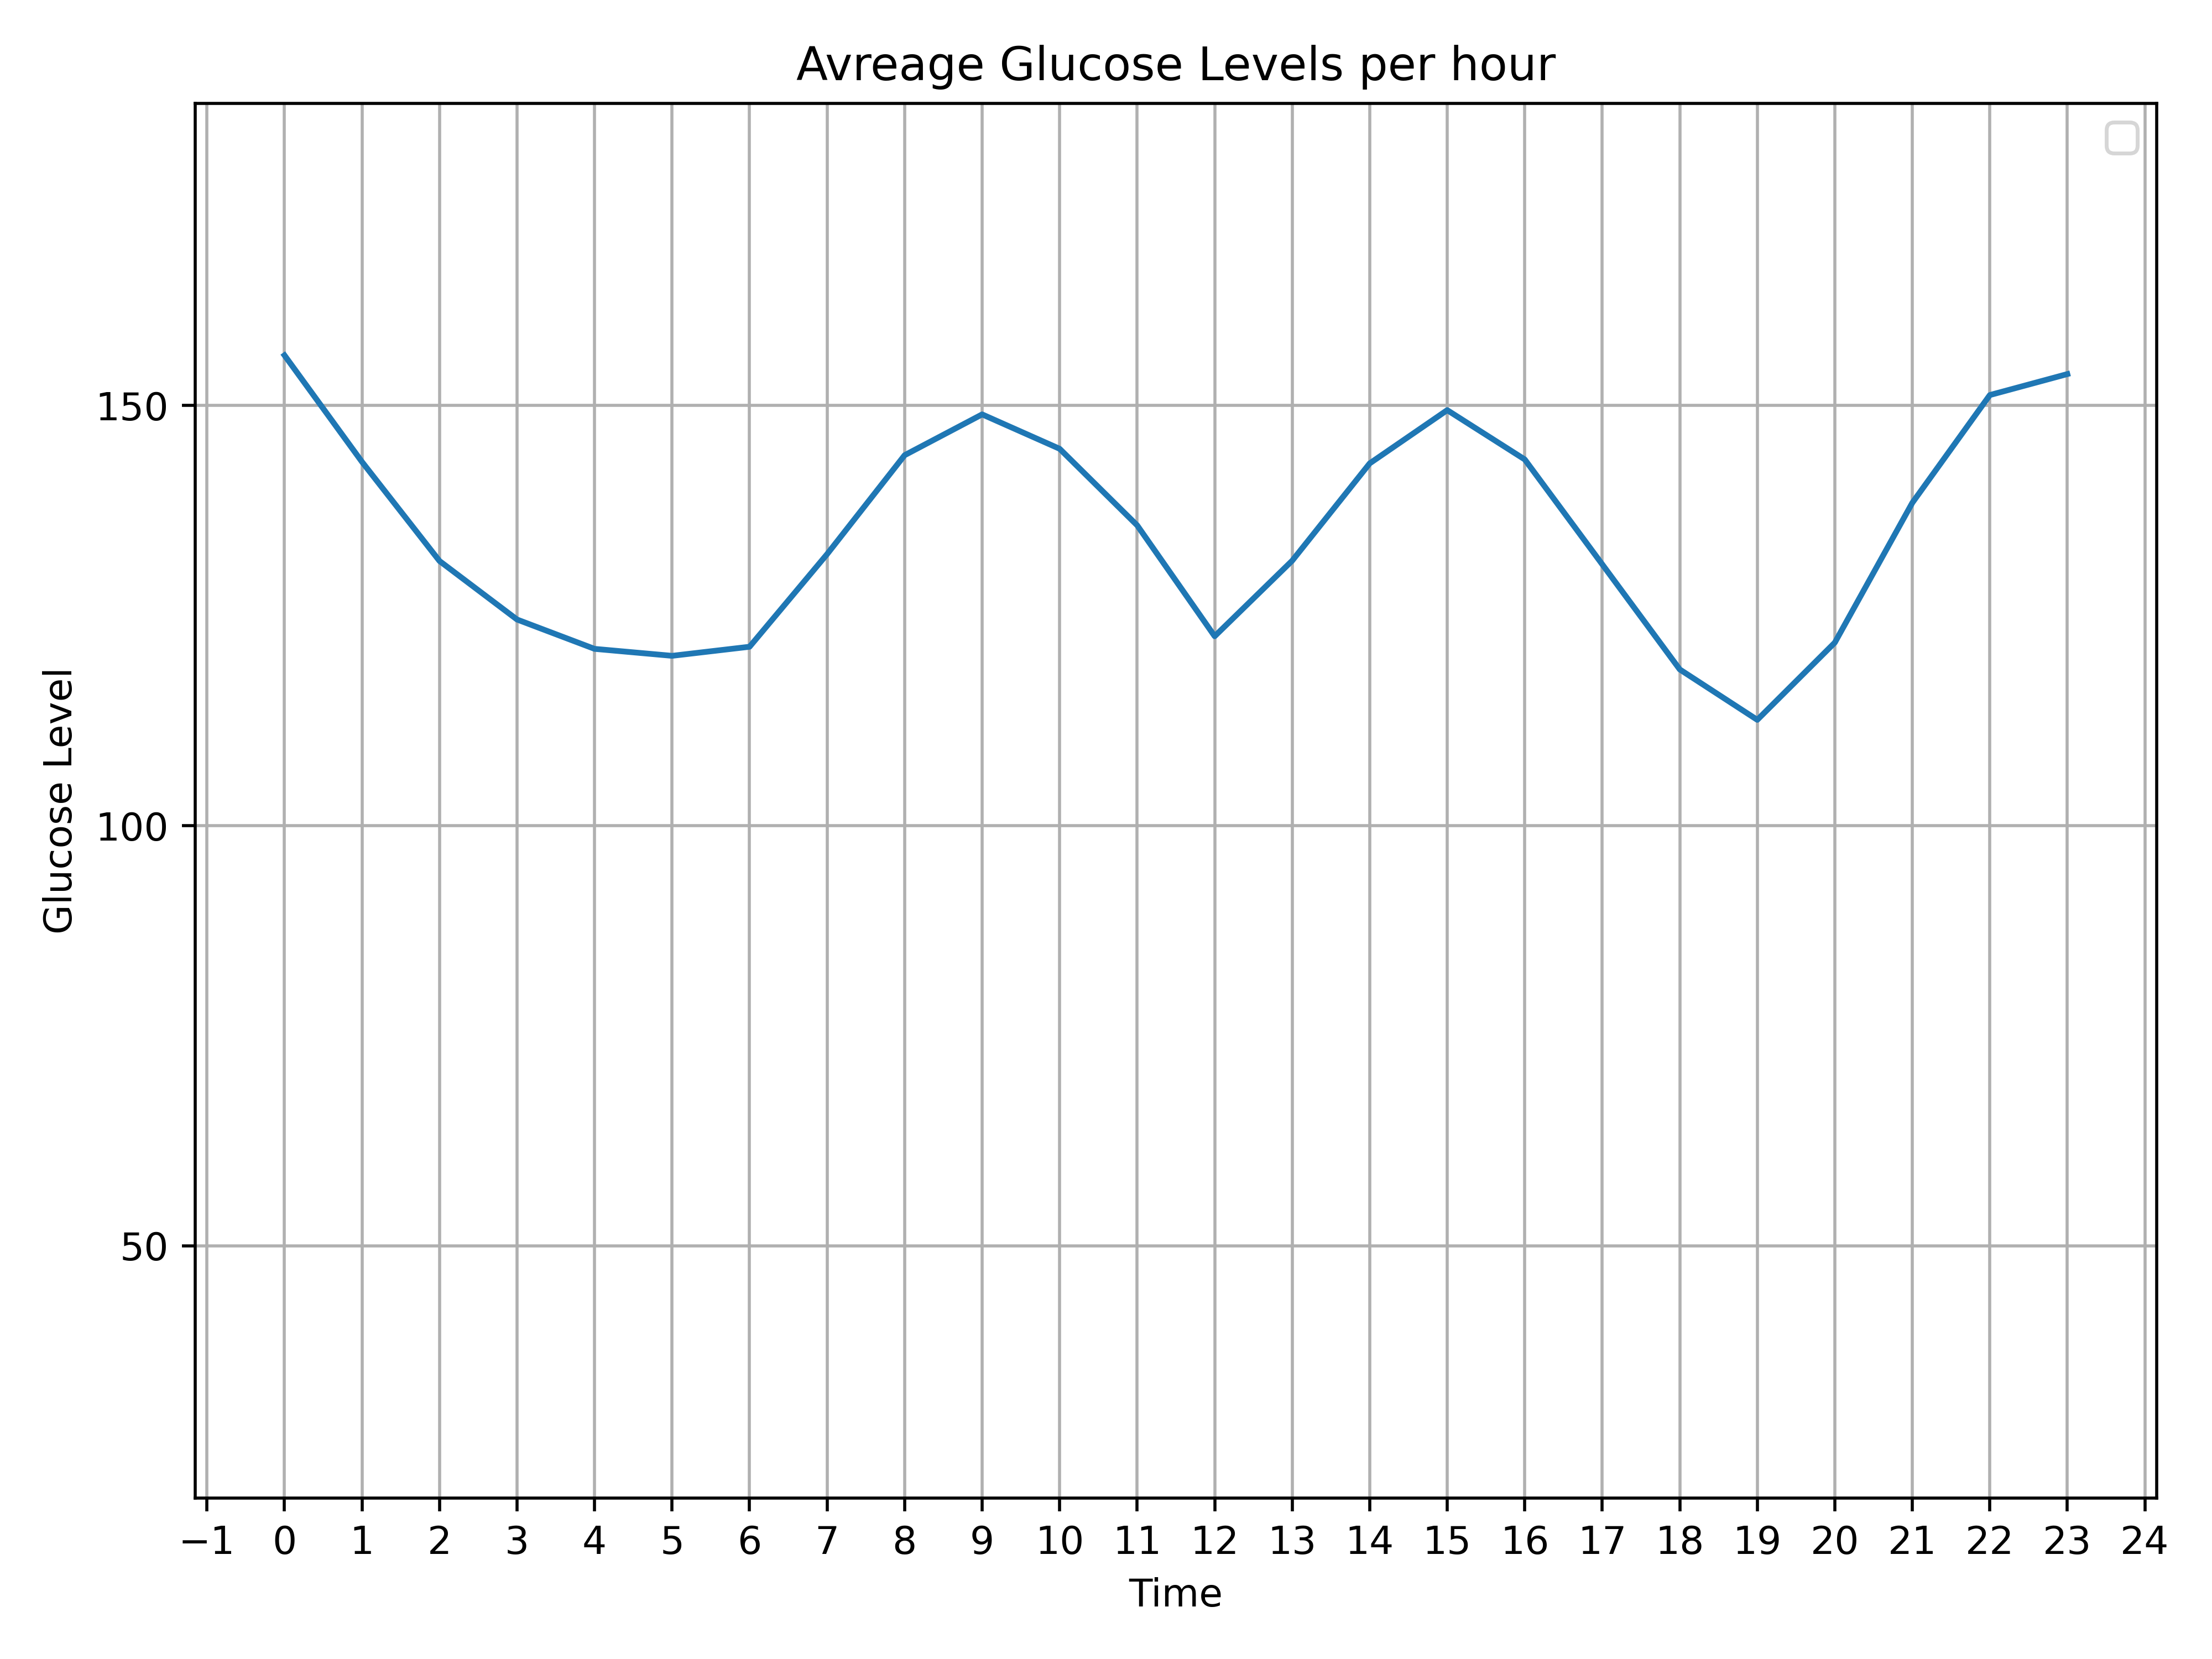 Avreage Glucose Levels per hour
150
100
50
Glucose Level
−1 0 1 2 3 4 5 6 7 8 9 10 11 12 13 14 15 16 17 18 19 20 21 22 23 24
Time